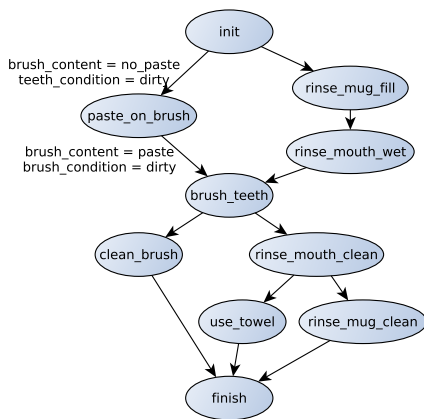 init
brush_content = no_paste
teeth_condition = dirty
rinse_mug_fill
paste_on_brush
brush_content = paste
brush_condition = dirty
rinse_mouth_wet
brush_teeth
clean_brush
rinse_mouth_clean
use_towel
rinse_mug_clean
finish